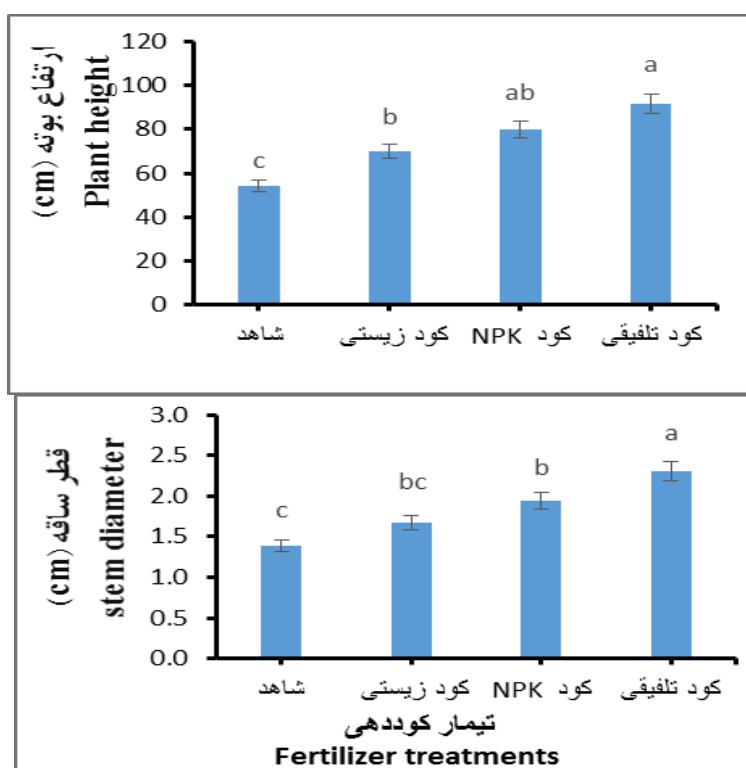 ارتفاع بوته (cm)
Plant height
120
100
80
60
40
20
0
c
b
ab
a
شاهد
کود زیستی
کود NPK
کود تلفیقی
قطر ساقه (cm)
stem diameter
3.0
2.5
2.0
1.5
1.0
0.5
0.0
c
bc
b
a
شاهد
کود زیستی
کود NPK
کود تلفیقی
تیمار کوددهی
Fertilizer treatments